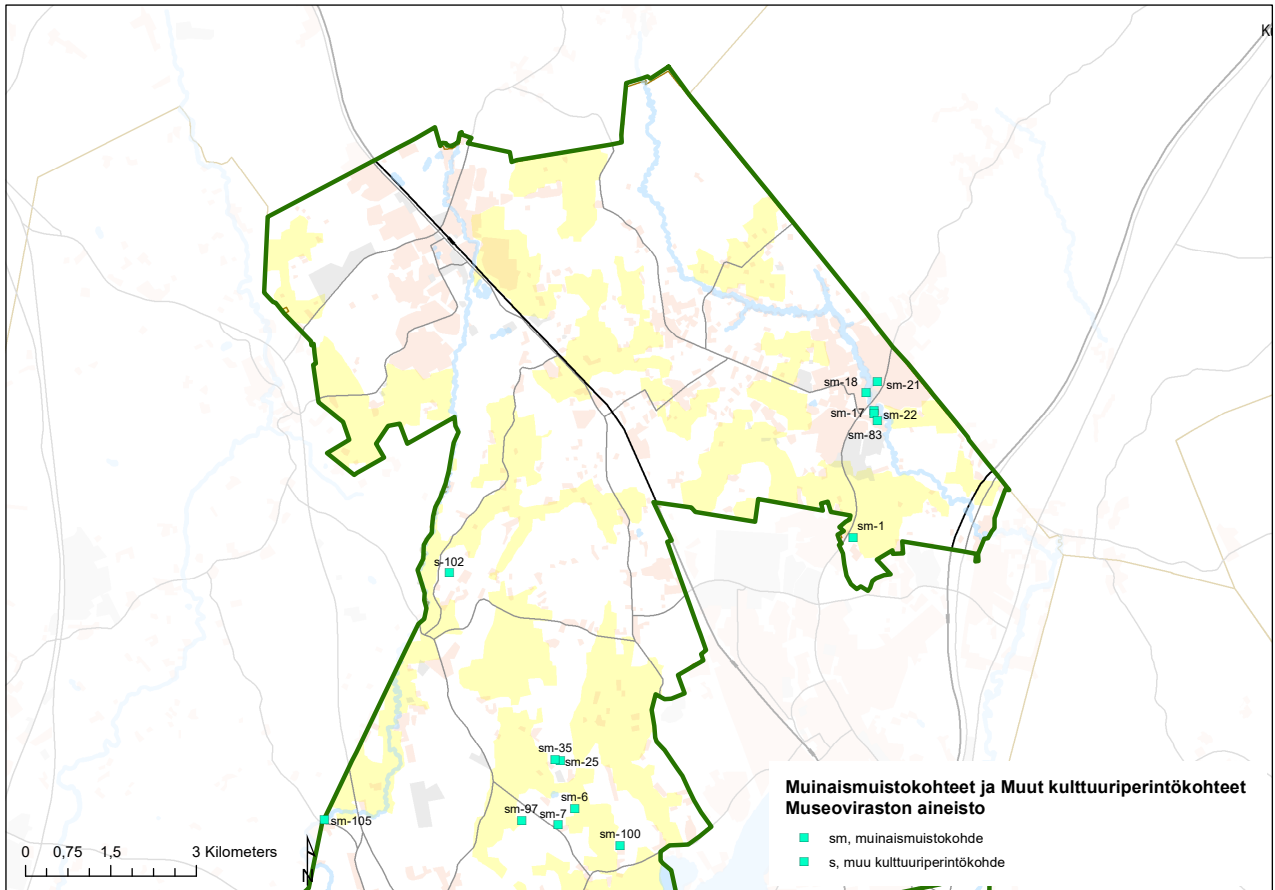 Ki
sm-18
sm-21
sm-17
sm-22
sm-83
sm-1
s-102
sm-35
sm-25
sm-6
sm-97
sm-7
sm-105
sm-100
Muinaismuistokohteet ja Muut kulttuuriperintökohteet
Museoviraston aineisto
sm, muinaismuistokohde
s, muu kulttuuriperintökohde
0 0,75 1,5 3 Kilometers
N